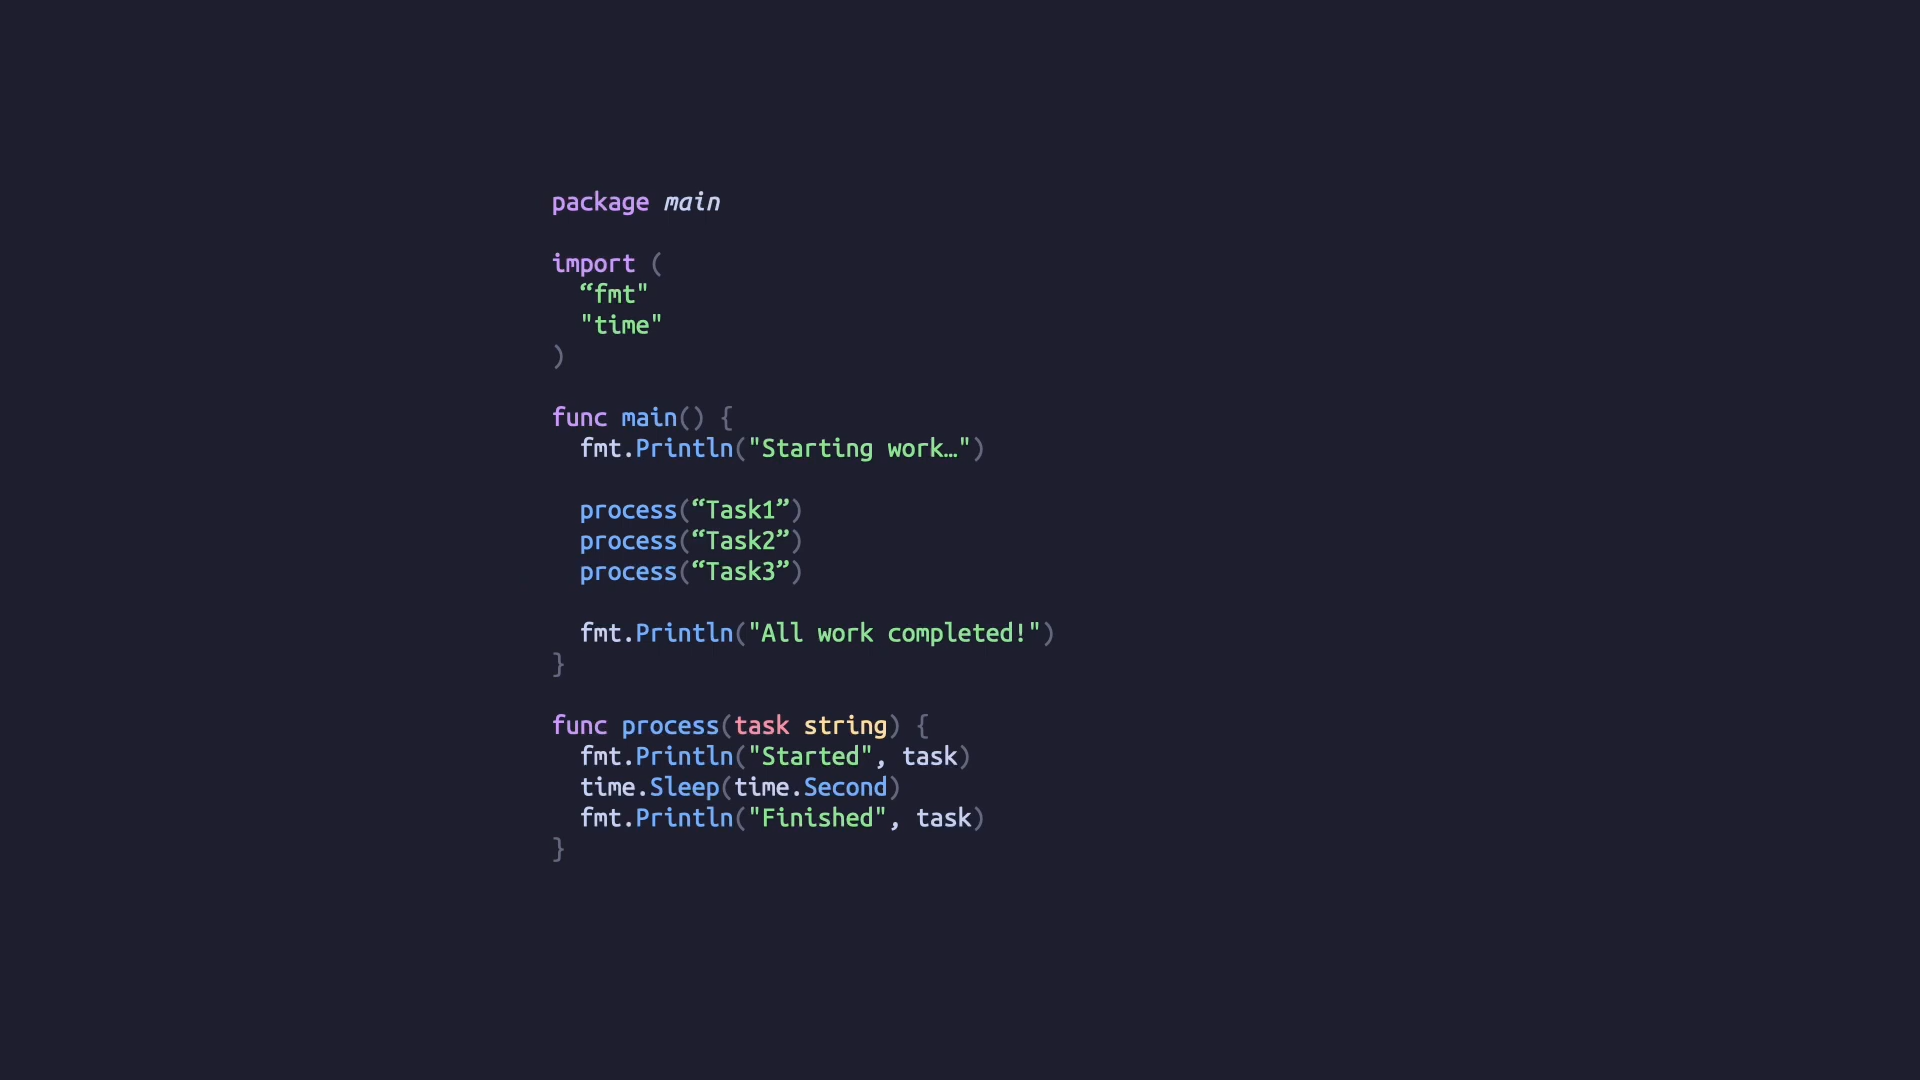 package main
import (
“fmt"
"time"
)
func main() {
fmt.Println("Starting work…")
process(“Task1”)
process(“Task2”)
process(“Task3”)
fmt.Println("All work completed!")
}
func process(task string) {
fmt.Println("Started", task)
time.Sleep(time.Second)
fmt.Println("Finished", task)
}